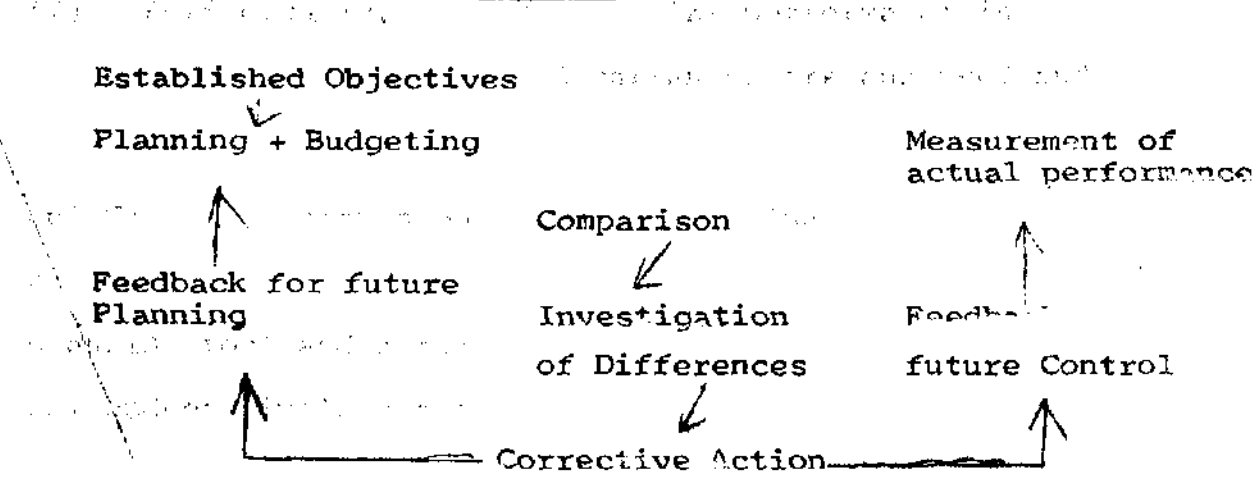 Established Objectives
Planning + Budgeting
Measurement of
actual performance
Comparison
Feedback for future
Planning
Investigation
of Differences
future Control
Corrective Action